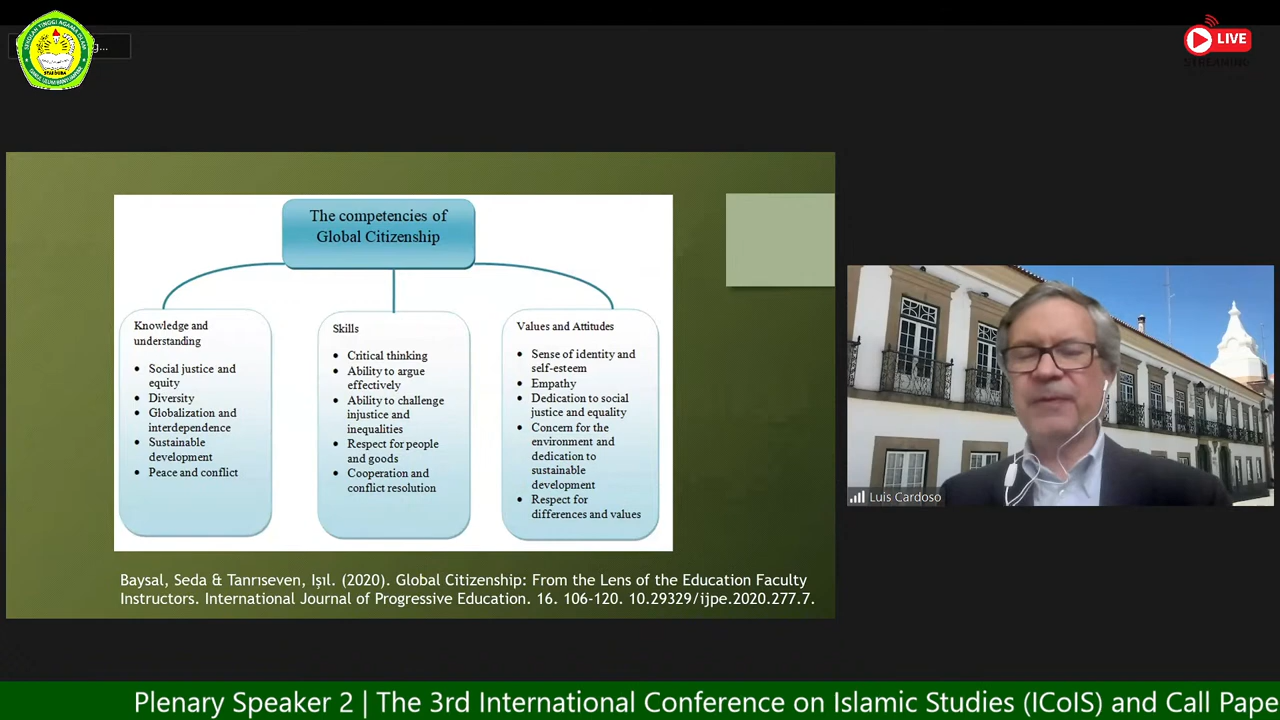 LIVE
STREAMING
The competencies of
Global Citizenship
Knowledge and
understanding
• Social justice and
equity
• Diversity
• Globalization and
interdependence
• Sustainable
development
• Peace and conflict
Skills
• Critical thinking
• Ability to argue
effectively
• Ability to challenge
injustice and
inequalities
• Respect for people
and goods
• Cooperation and
conflict resolution
Values and Attitudes
• Sense of identity and
self-esteem
• Empathy
• Dedication to social
justice and equality
• Concern for the
environment and
dedication to
sustainable
development
• Respect for
differences and values
Baysal, Seda & Tanrıseven, Işıl. (2020). Global Citizenship: From the Lens of the Education Faculty
Instructors. International Journal of Progressive Education. 16. 106-120. 10.29329/ijpe.2020.277.7.
Luis Cardoso
Plenary Speaker 2 | The 3rd International Conference on Islamic Studies (ICoIS) and Call Pape